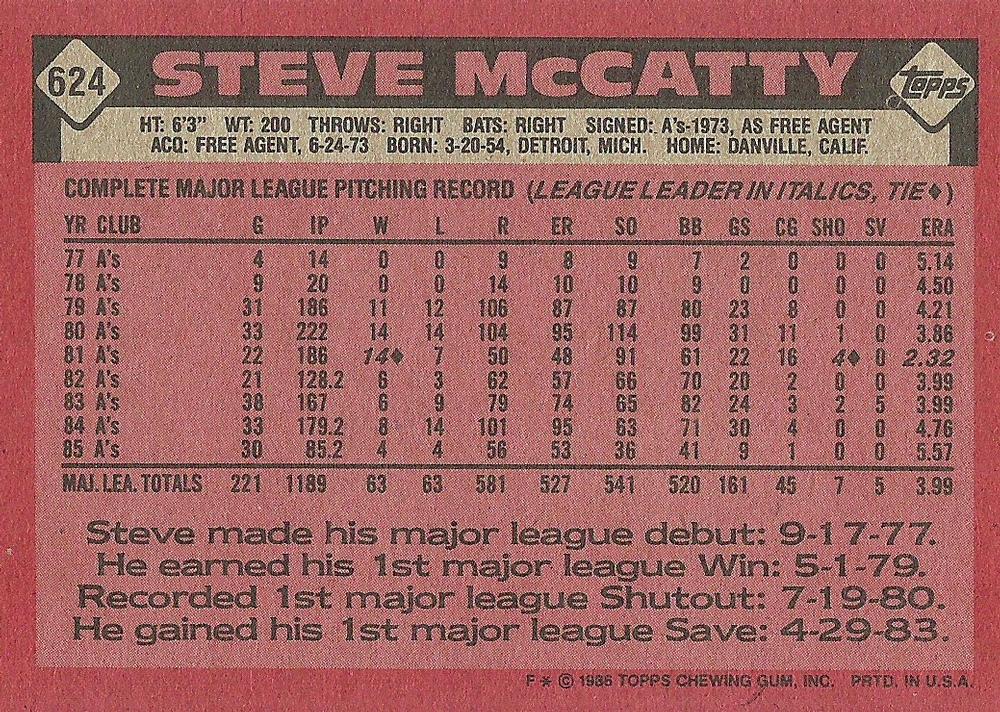 624 STEVE McCATTY TOPPS
HT: 6'3" WT: 200 THROWS: RIGHT BATS: RIGHT SIGNED: A's-1973, AS FREE AGENT
ACQ: FREE AGENT, 6-24-73 BORN: 3-20-54, DETROIT, MICH. HOME: DANVILLE, CALIF.
COMPLETE MAJOR LEAGUE PITCHING RECORD (LEAGUE LEADER IN ITALICS, TIE♦)
YR CLUB G IP W L R ER SO BB GS CG SHO SV ERA
77 A's 4 14 0 0 9 8 9 7 2 0 0 0 5.14
78 A's 9 20 0 0 14 10 10 9 0 0 0 0 4.50
79 A's 31 186 11 12 106 87 87 80 23 8 0 0 4.21
80 A's 33 222 14 14 104 95 114 99 31 11 1 0 3.86
81 A's 22 186 14♦ 7 50 48 91 61 22 16 4♦ 0 2.32
82 A's 21 128.2 6 3 62 57 66 70 20 2 0 0 3.99
83 A's 38 167 6 9 79 74 65 82 24 3 2 5 3.99
84 A's 33 179.2 8 14 101 95 63 71 30 4 0 0 4.76
85 A's 30 85.2 4 4 56 53 36 41 9 1 0 0 5.57
MAJ. LEA. TOTALS 221 1189 63 63 581 527 541 520 161 45 7 5 3.99
Steve made his major league debut: 9-17-77.
He earned his 1st major league Win: 5-1-79.
Recorded 1st major league Shutout: 7-19-80.
He gained his 1st major league Save: 4-29-83.
F * © 1986 TOPPS CHEWING GUM, INC. PRTD. IN U.S.A.